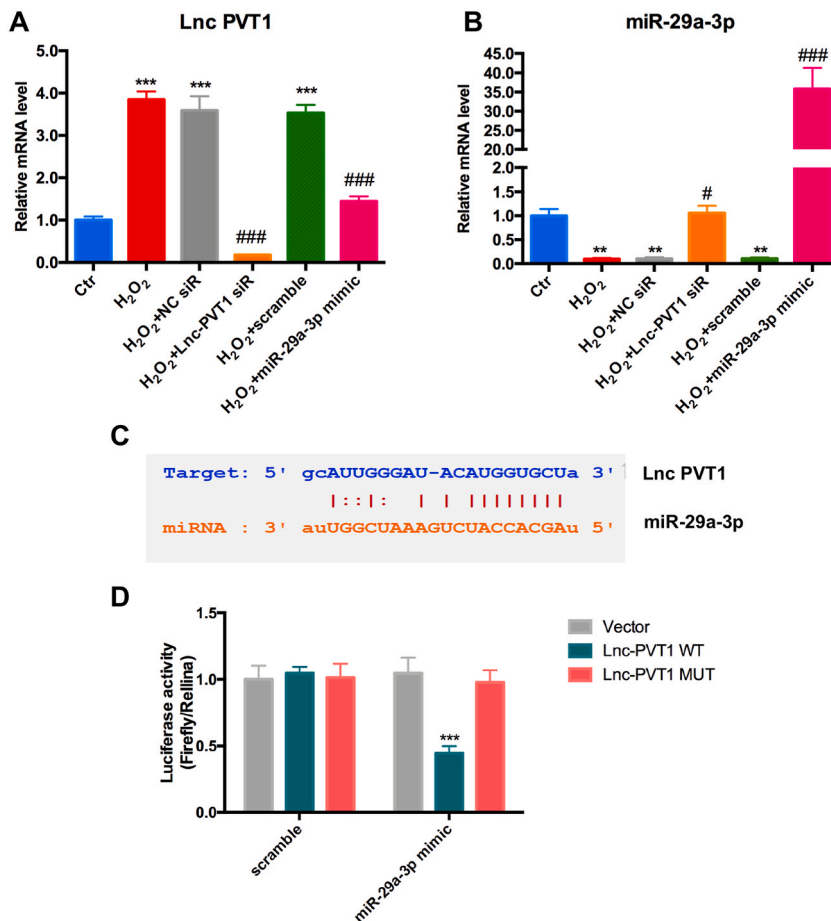 A
Lnc PVT1
Relative mRNA level
5.0
4.0
3.0
2.0
1.0
0.0
***
***
###
***
###
Ctr
H₂O₂
H₂O₂+NC siR
H₂O₂+Lnc-PVT1 siR
H₂O₂+scramble
H₂O₂+miR-29a-3p mimic
B
miR-29a-3p
Relative mRNA level
45.0
40.0
35.0
30.0
25.0
20.0
2.0
1.5
1.0
0.5
0.0
**
**
#
**
###
Ctr
H₂O₂
H₂O₂+NC siR
H₂O₂+Lnc-PVT1 siR
H₂O₂+scramble
H₂O₂+miR-29a-3p mimic
C
Target: 5' gcAUUGGGAU-ACAUGGUGCUa 3' Lnc PVT1
|::|: | | ||||||||
miRNA : 3' auUGGCUAAAGUCUACCACGAu 5' miR-29a-3p
D
Luciferase activity
(Firefly/Rellina)
1.5
1.0
0.5
0.0
***
scramble
miR-29a-3p mimic
Vector
Lnc-PVT1 WT
Lnc-PVT1 MUT